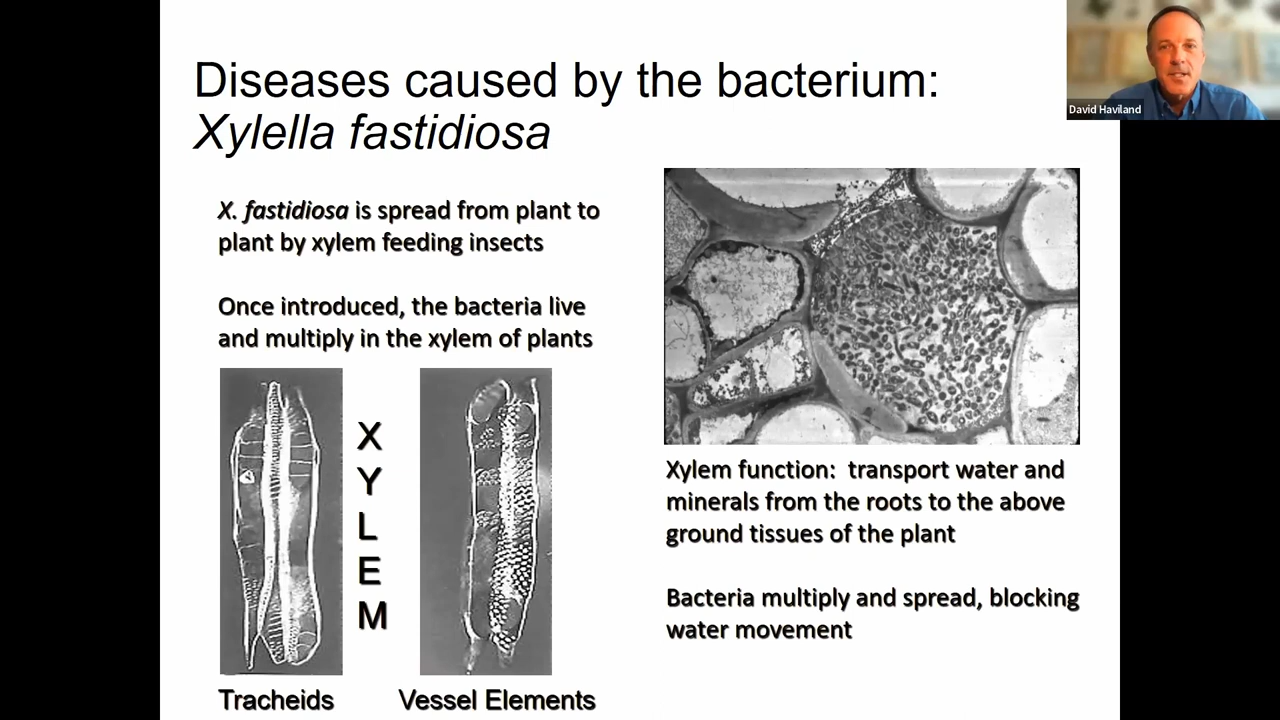 Diseases caused by the bacterium:
Xylella fastidiosa
David Haviland
X. fastidiosa is spread from plant to
plant by xylem feeding insects
Once introduced, the bacteria live
and multiply in the xylem of plants
X
Y
L
E
M
Tracheids
Vessel Elements
Xylem function:  transport water and
minerals from the roots to the above
ground tissues of the plant
Bacteria multiply and spread, blocking
water movement